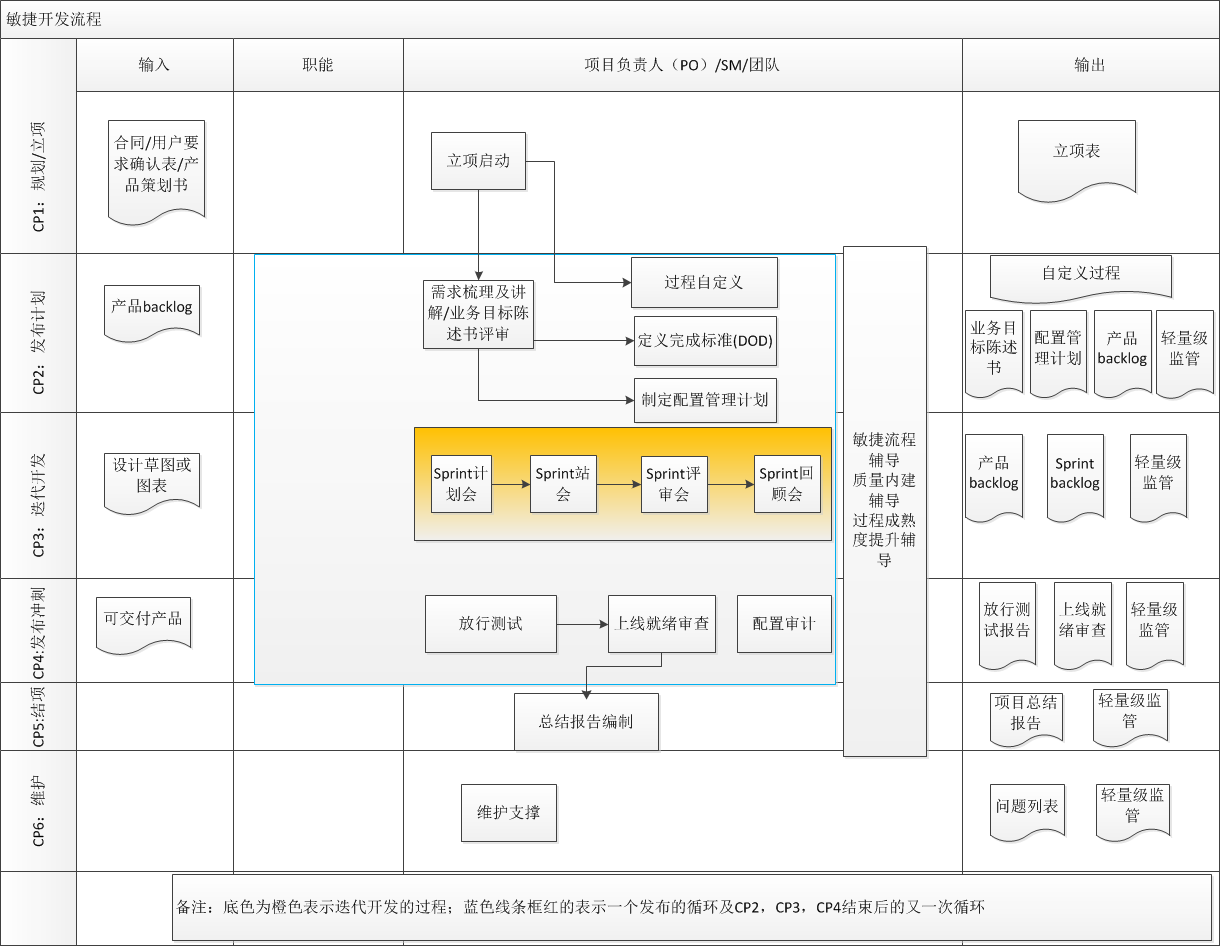 敏捷开发流程
输入
职能
项目负责人（PO）/SM/团队
输出
CP1：规划/立项
合同/用户要
求确认表/产
品策划书
立项启动
立项表
CP2：发布计划
产品backlog
需求梳理及讲
解/业务目标陈
述书评审
过程自定义
定义完成标准(DOD)
制定配置管理计划
自定义过程
业务目
标陈述
书
配置管
理计划
产品
backlog
轻量级
监管
敏捷流程
辅导
质量内建
辅导
过程成熟
度提升辅
导
CP3：迭代开发
设计草图或
图表
Sprint计
划会
Sprint站
会
Sprint评
审会
Sprint回
顾会
产品
backlog
Sprint
backlog
轻量级
监管
CP4:发布冲刺
可交付产品
放行测试
上线就绪审查
配置审计
放行测
试报告
上线就
绪审查
轻量级
监管
CP5:结项
总结报告编制
项目总结
报告
轻量级监
管
CP6：维护
维护支撑
问题列表
轻量级监
管
备注：底色为橙色表示迭代开发的过程；蓝色线条框红的表示一个发布的循环及CP2，CP3，CP4结束后的又一次循环